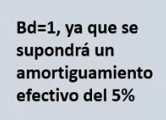 Bd=1, ya que se
supondrá un
amortiguamiento
efectivo del 5%